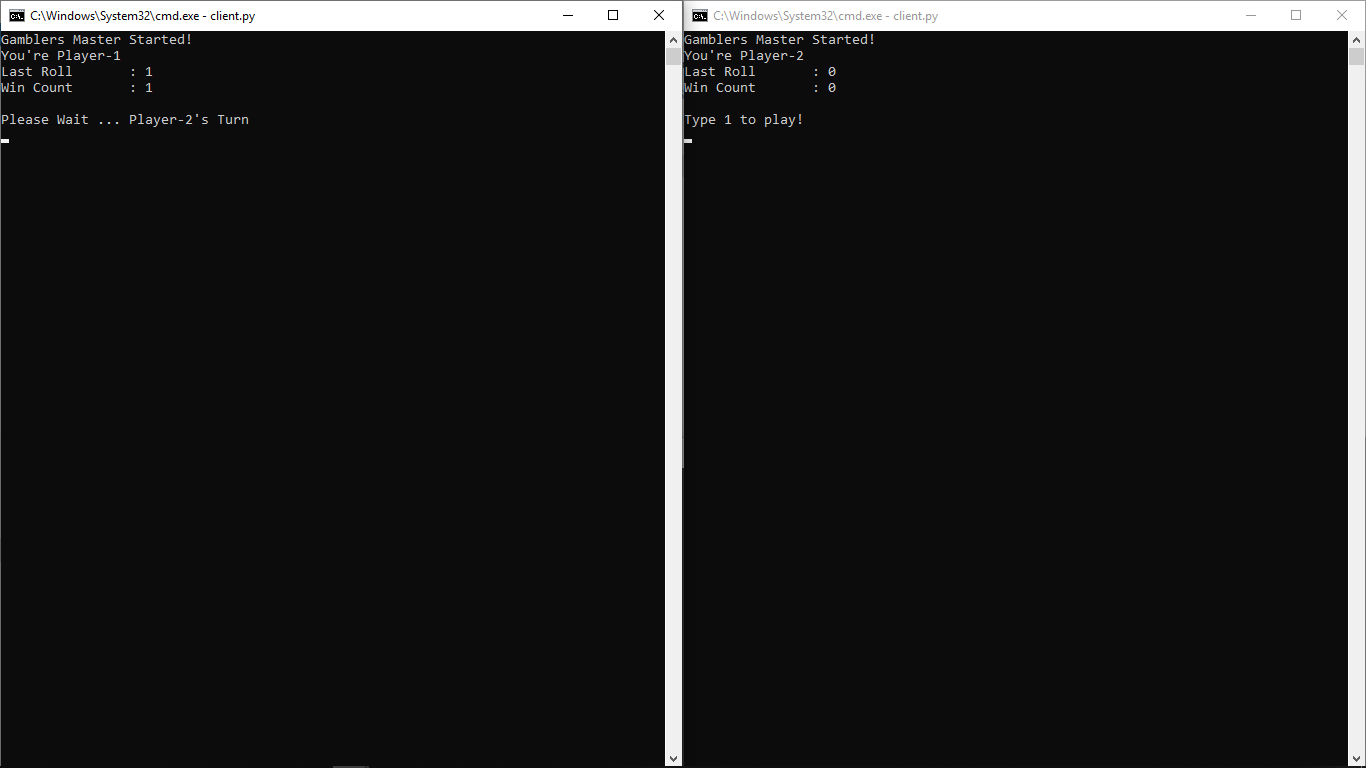 C:\Windows\System32\cmd.exe - client.py
Gamblers Master Started!
You're Player-1
Last Roll       : 1
Win Count       : 1
Please Wait ... Player-2's Turn
C:\Windows\System32\cmd.exe - client.py
Gamblers Master Started!
You're Player-2
Last Roll       : 0
Win Count       : 0
Type 1 to play!